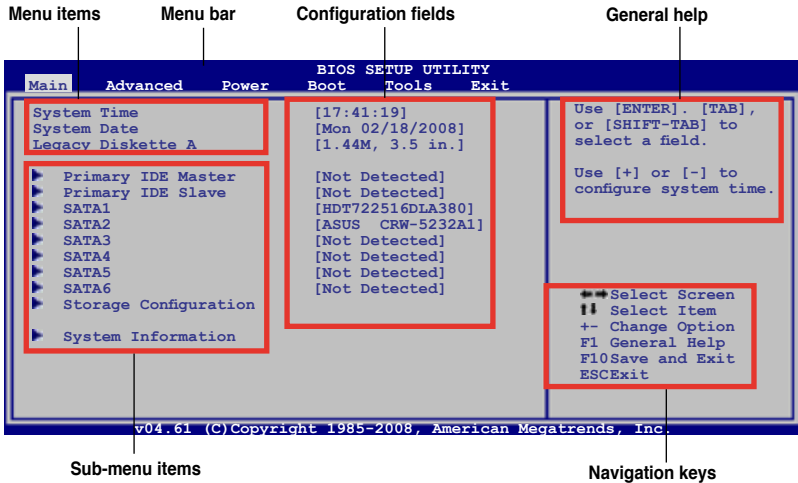 Menu items Menu bar Configuration fields General help
BIOS SETUP UTILITY
Main Advanced Power Boot Tools Exit
System Time [17:41:19]
System Date [Mon 02/18/2008]
Legacy Diskette A [1.44M, 3.5 in.]
Primary IDE Master [Not Detected]
Primary IDE Slave [Not Detected]
SATA1 [HDT722516DLA380]
SATA2 [ASUS CRW-5232A1]
SATA3 [Not Detected]
SATA4 [Not Detected]
SATA5 [Not Detected]
SATA6 [Not Detected]
Storage Configuration
System Information
Use [ENTER]. [TAB],
or [SHIFT-TAB] to
select a field.
Use [+] or [-] to
configure system time.
←→Select Screen
↑↓ Select Item
+- Change Option
F1 General Help
F10Save and Exit
ESCExit
v04.61 (C)Copyright 1985-2008, American Megatrends, Inc.
Sub-menu items Navigation keys